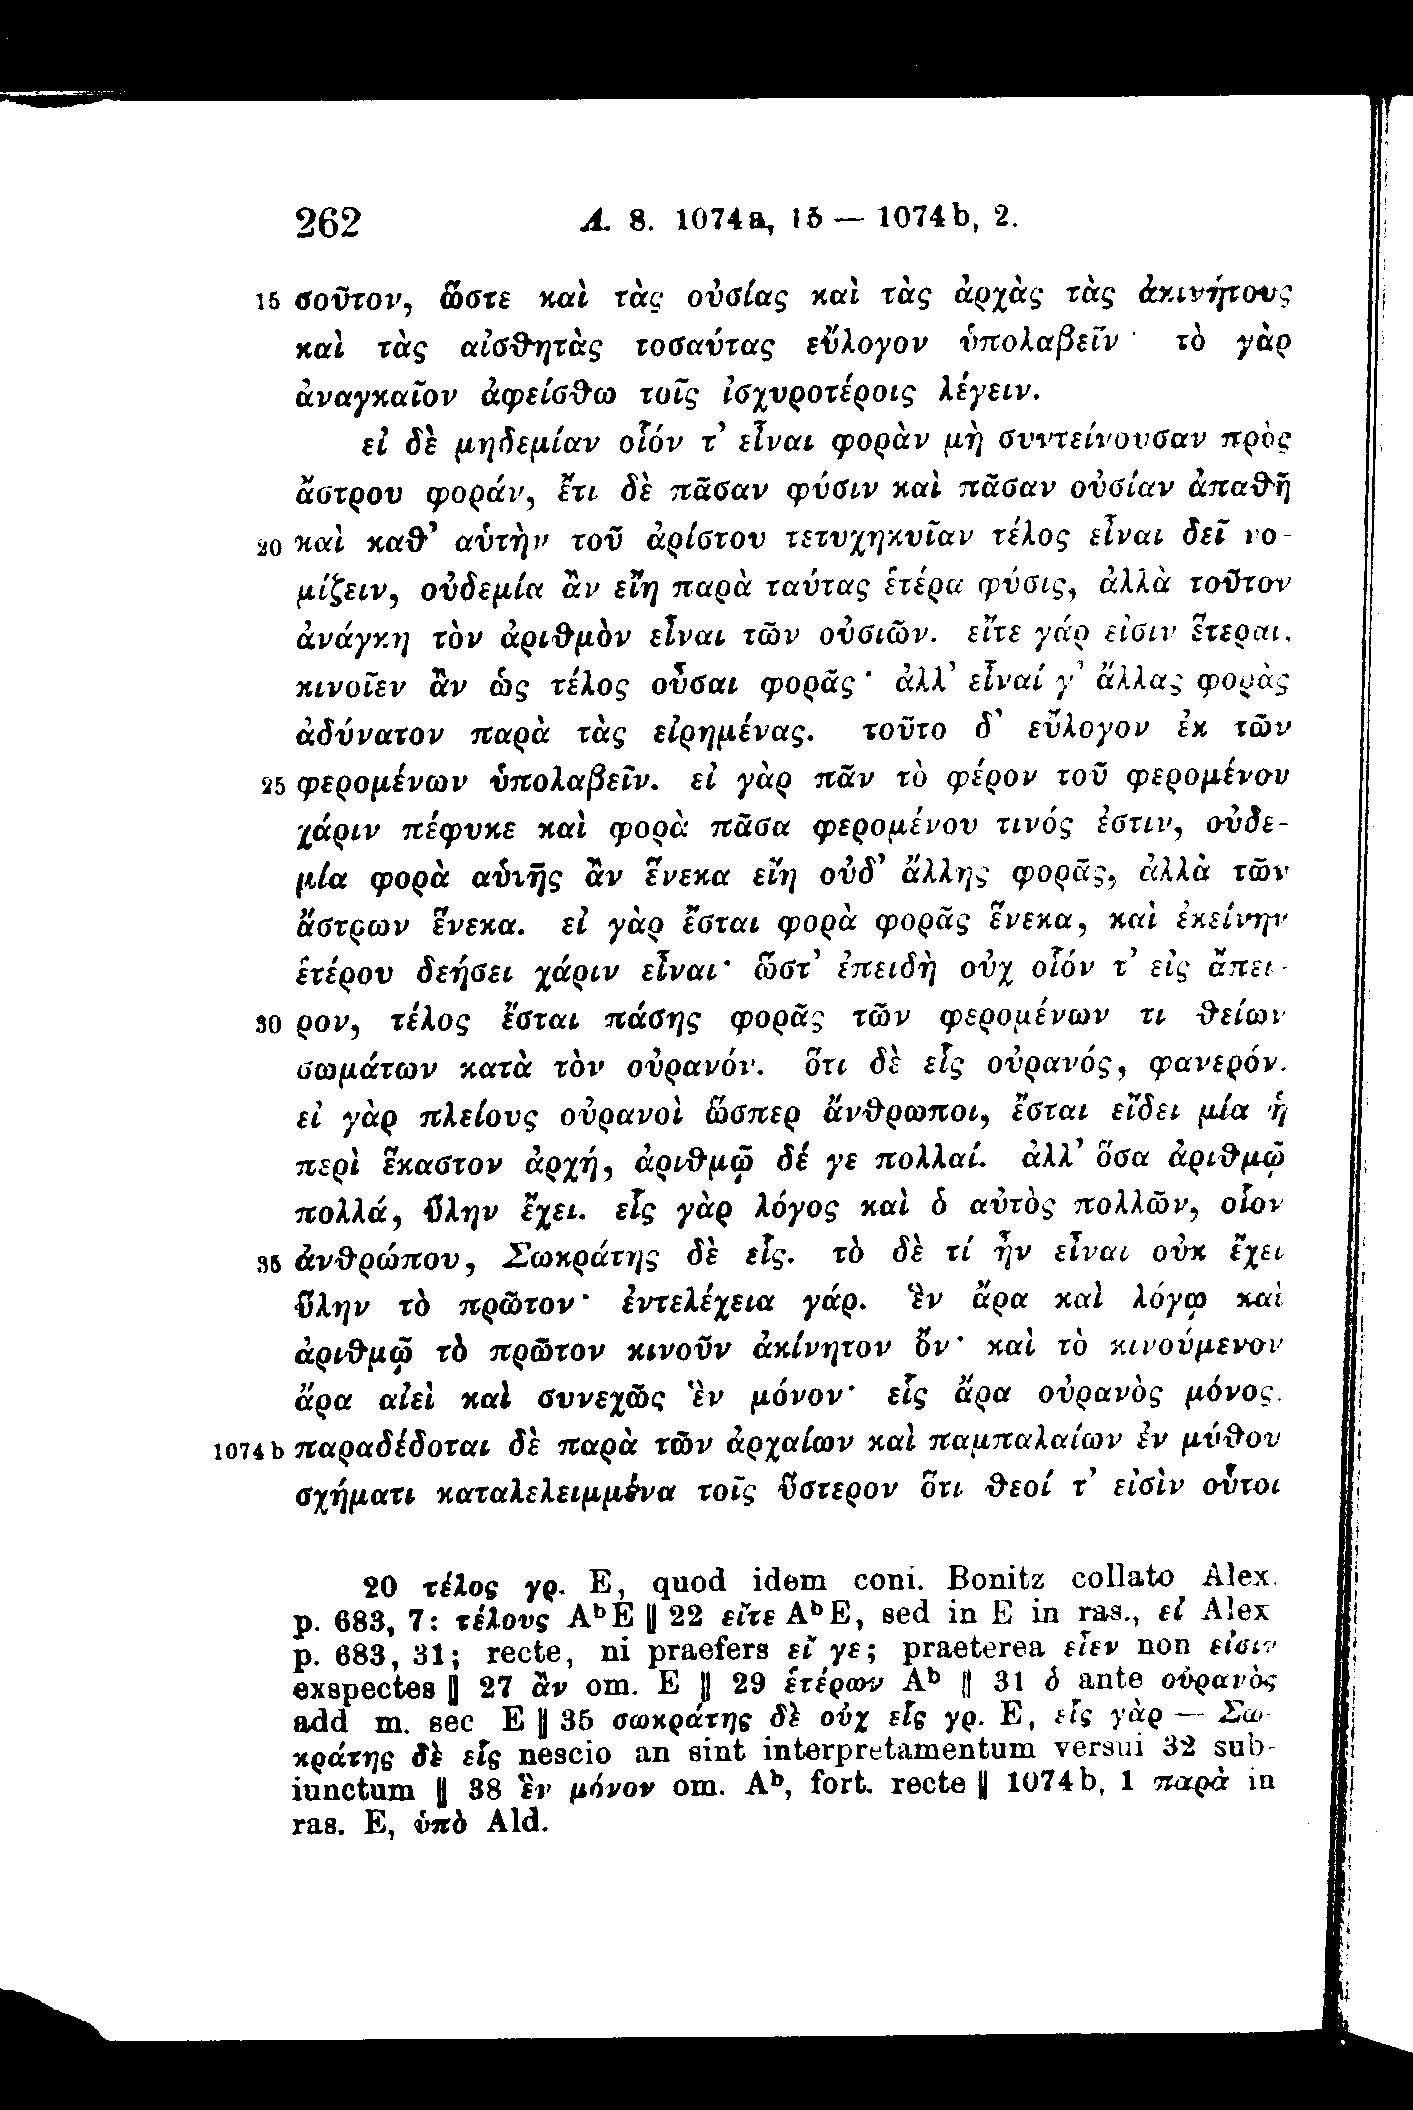 262 Λ. 8. 1074a, 15 — 1074b, 2.
15 σοῦτον, ὥστε καὶ τὰς οὐσίας καὶ τὰς ἀρχὰς τὰς ἀκινήτους
καὶ τὰς αἰσθητὰς τοσαύτας εὔλογον ὑπολαβεῖν· τὸ γὰρ
ἀναγκαῖον ἀφείσθω τοῖς ἰσχυροτέροις λέγειν.
εἰ δὲ μηδεμίαν οἷόν τ’ εἶναι φορὰν μὴ συντείνουσαν πρὸς
ἄστρου φοράν, ἔτι δὲ πᾶσαν φύσιν καὶ πᾶσαν οὐσίαν ἀπαθῆ
20 καὶ καθ’ αὑτὴν τοῦ ἀρίστου τετυχηκυῖαν τέλος εἶναι δεῖ νο-
μίζειν, οὐδεμία ἂν εἴη παρὰ ταύτας ἑτέρα φύσις, ἀλλὰ τοῦτον
ἀνάγκη τὸν ἀριθμὸν εἶναι τῶν οὐσιῶν. εἴτε γάρ εἰσιν ἕτεραι,
κινοῖεν ἂν ὡς τέλος οὖσαι φορᾶς· ἀλλ’ εἶναί γ’ ἄλλας φορὰς
ἀδύνατον παρὰ τὰς εἰρημένας. τοῦτο δ’ εὔλογον ἐκ τῶν
25 φερομένων ὑπολαβεῖν. εἰ γὰρ πᾶν τὸ φέρον τοῦ φερομένου
χάριν πέφυκε καὶ φορὰ πᾶσα φερομένου τινός ἐστιν, οὐδε-
μία φορὰ αὑτῆς ἂν ἕνεκα εἴη οὐδ’ ἄλλης φορᾶς, ἀλλὰ τῶν
ἄστρων ἕνεκα. εἰ γὰρ ἔσται φορὰ φορᾶς ἕνεκα, καὶ ἐκείνην
ἑτέρου δεήσει χάριν εἶναι· ὥστ’ ἐπειδὴ οὐχ οἷόν τ’ εἰς ἄπει-
30 ρον, τέλος ἔσται πάσης φορᾶς τῶν φερομένων τι θείων
σωμάτων κατὰ τὸν οὐρανόν. ὅτι δὲ εἷς οὐρανός, φανερόν.
εἰ γὰρ πλείους οὐρανοὶ ὥσπερ ἄνθρωποι, ἔσται εἴδει μία ἡ
περὶ ἕκαστον ἀρχή, ἀριθμῷ δέ γε πολλαί. ἀλλ’ ὅσα ἀριθμῷ
πολλά, ὕλην ἔχει. εἷς γὰρ λόγος καὶ ὁ αὐτὸς πολλῶν, οἷον
35 ἀνθρώπου, Σωκράτης δὲ εἷς. τὸ δὲ τί ἦν εἶναι οὐκ ἔχει
ὕλην τὸ πρῶτον· ἐντελέχεια γάρ. ἓν ἄρα καὶ λόγῳ καὶ
ἀριθμῷ τὸ πρῶτον κινοῦν ἀκίνητον ὄν· καὶ τὸ κινούμενον
ἄρα αἰεὶ καὶ συνεχῶς ἓν μόνον· εἷς ἄρα οὐρανὸς μόνος.
1074b παραδέδοται δὲ παρὰ τῶν ἀρχαίων καὶ παμπαλαίων ἐν μύθου
σχήματι καταλελειμμένα τοῖς ὕστερον ὅτι θεοί τ’ εἰσὶν οὗτοι
20 τέλος γρ. E, quod idem coni. Bonitz collato Alex.
p. 683, 7: τέλους AᵇE ‖ 22 εἴτε AᵇE, sed in E in ras., εἰ Alex
p. 683, 31; recte, ni praefers εἴ γε; praeterea εἶεν non εἰσιν
exspectes ‖ 27 ἂν om. E ‖ 29 ἑτέρων Aᵇ ‖ 31 ὁ ante οὐρανὸς
add m. sec E ‖ 35 σωκράτης δὲ οὐχ εἷς γρ. E, εἷς γὰρ — Σω-
κράτης δὲ εἷς nescio an sint interpretamentum versui 32 sub-
iunctum ‖ 38 ἓν μόνον om. Aᵇ, fort. recte ‖ 1074b, 1 παρὰ in
ras. E, ὑπὸ Ald.